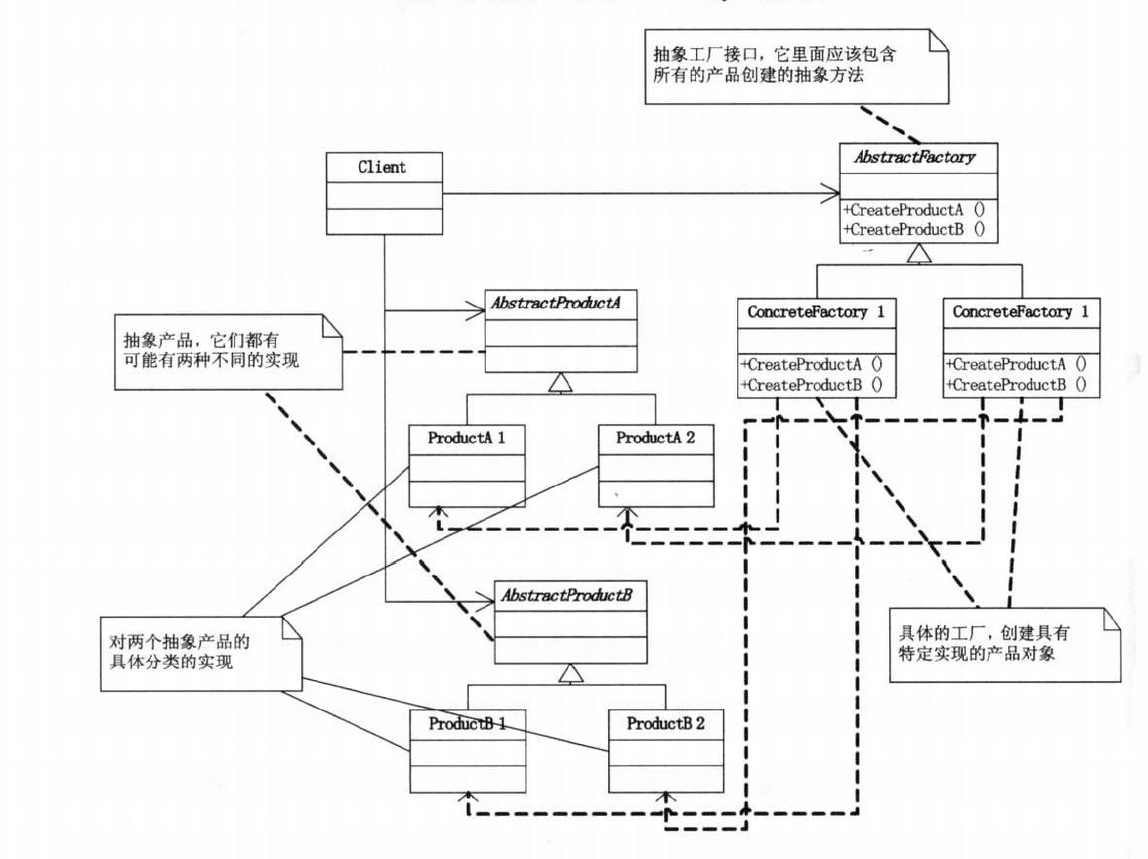 抽象工厂接口，它里面应该包含
所有的产品创建的抽象方法
Client
AbstractFactory
+CreateProductA ()
+CreateProductB ()
AbstractProductA
ConcreteFactory 1
+CreateProductA ()
+CreateProductB ()
ConcreteFactory 1
+CreateProductA ()
+CreateProductB ()
抽象产品，它们都有
可能有两种不同的实现
ProductA 1
ProductA 2
AbstractProductB
对两个抽象产品的
具体分类的实现
具体的工厂，创建具有
特定实现的产品对象
ProductB 1
ProductB 2